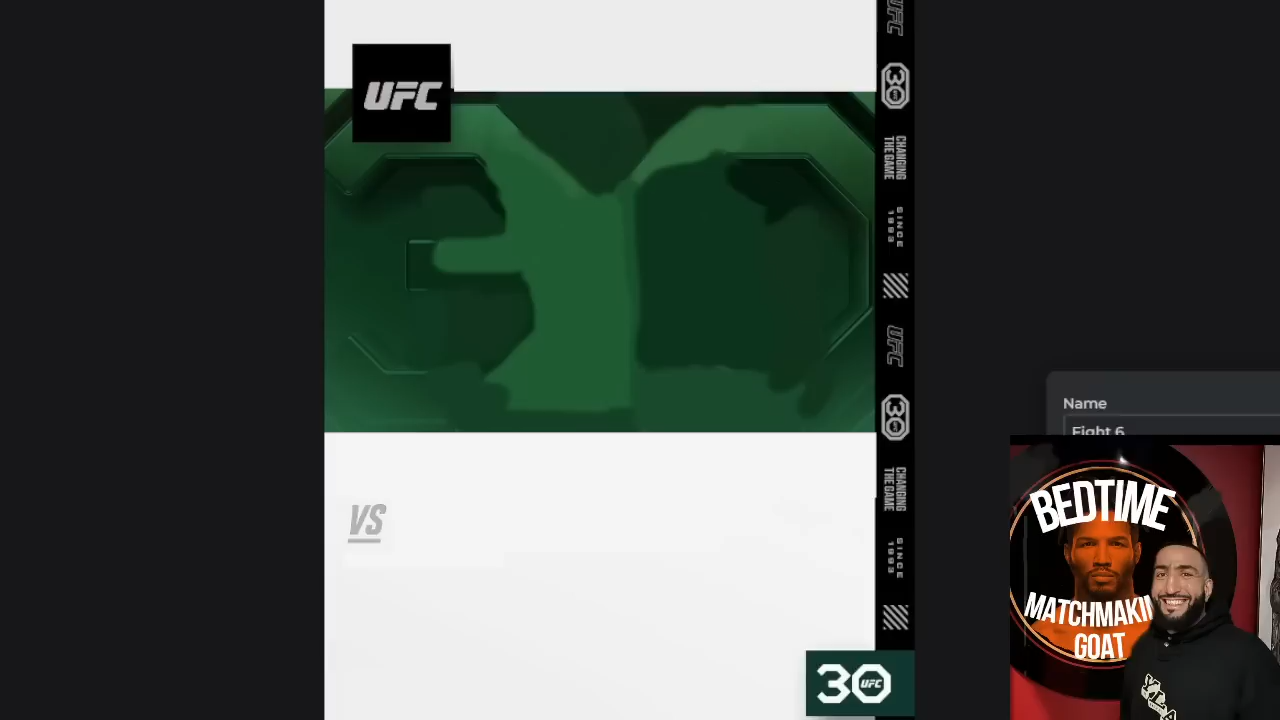 UFC
UFC
30
CHANGING
THE GAME
SINCE
1993
UFC
30
CHANGING
THE GAME
SINCE
1993
30
VS
30 UFC
Name
Fight 6
BEDTIME
MATCHMAKIN
GOAT